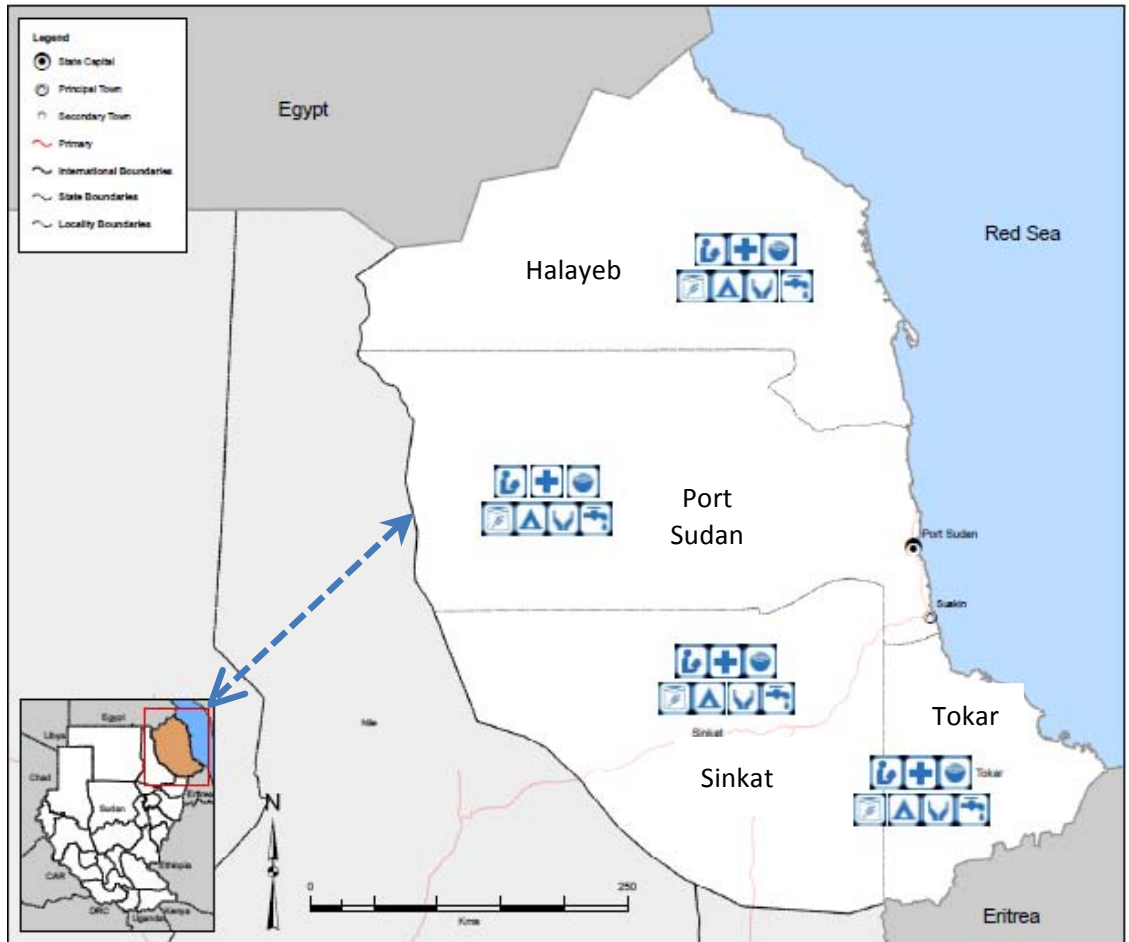 Legend
State Capital
Principal Town
Secondary Town
Primary
International Boundaries
State Boundaries
Locality Boundaries
Egypt
Red Sea
Halayeb
Port
Sudan
Port Sudan
Suakin
Tokar
Nile
Sinkat
Sinkat
Tokar
Egypt
Libya
Chad
Sudan
Eritrea
Ethiopia
CAR
DRC
Uganda
Kenya
N
0
250
Kms
Eritrea